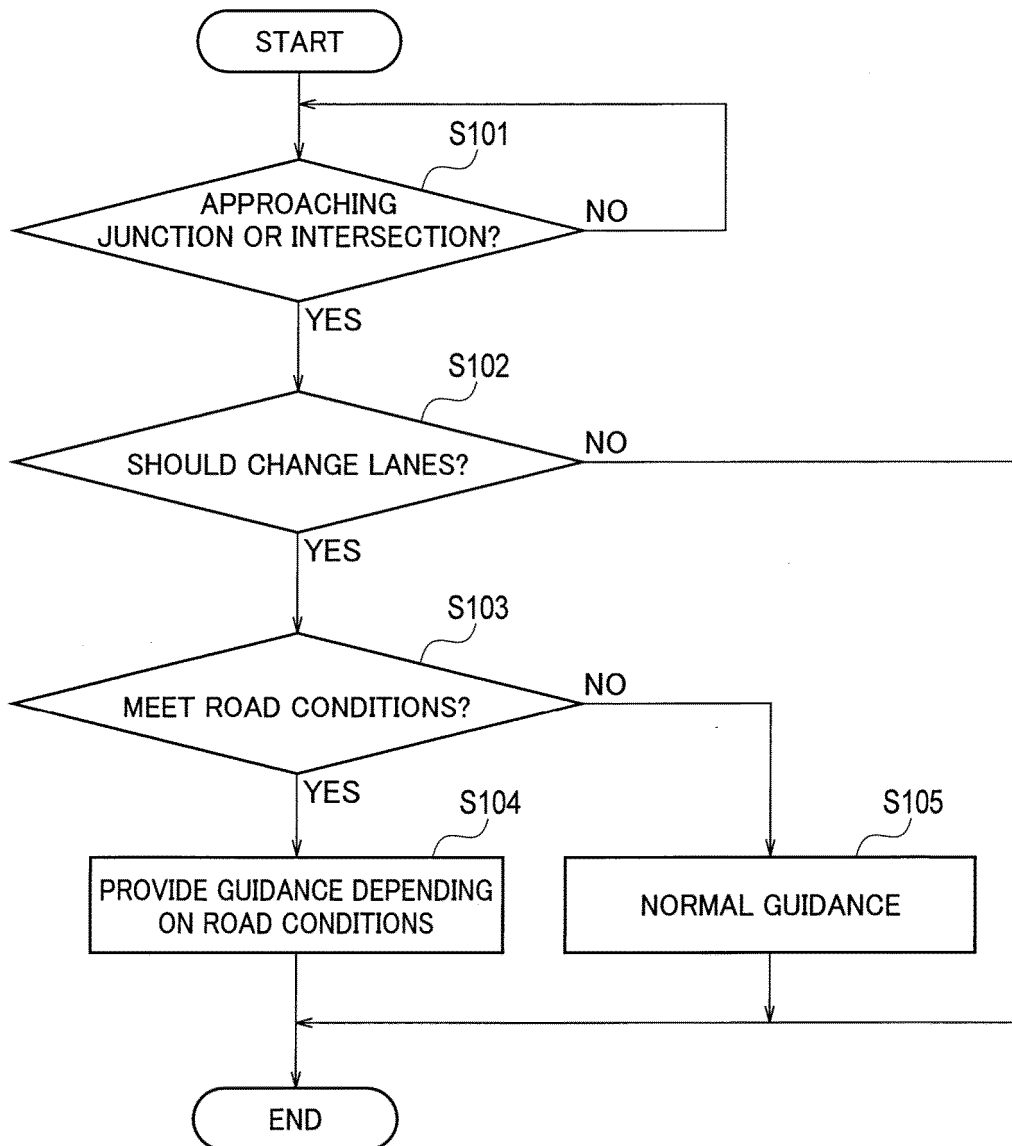 START
S101
APPROACHING
JUNCTION OR INTERSECTION?
NO
YES
S102
SHOULD CHANGE LANES?
NO
YES
S103
MEET ROAD CONDITIONS?
NO
YES
S104
PROVIDE GUIDANCE DEPENDING
ON ROAD CONDITIONS
S105
NORMAL GUIDANCE
END